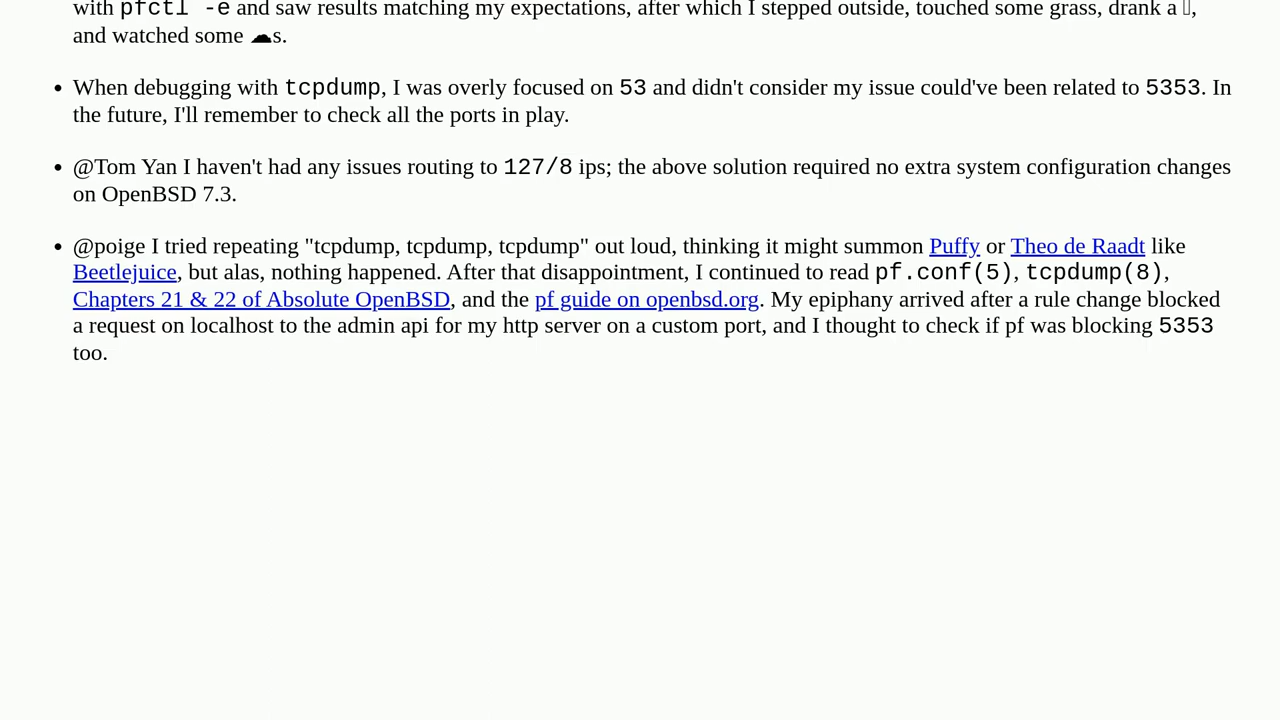 with pfctl -e and saw results matching my expectations, after which I stepped outside, touched some grass, drank a ▯,
and watched some ☁s.
• When debugging with tcpdump, I was overly focused on 53 and didn't consider my issue could've been related to 5353. In
the future, I'll remember to check all the ports in play.
• @Tom Yan I haven't had any issues routing to 127/8 ips; the above solution required no extra system configuration changes
on OpenBSD 7.3.
• @poige I tried repeating "tcpdump, tcpdump, tcpdump" out loud, thinking it might summon Puffy or Theo de Raadt like
Beetlejuice, but alas, nothing happened. After that disappointment, I continued to read pf.conf(5), tcpdump(8),
Chapters 21 & 22 of Absolute OpenBSD, and the pf guide on openbsd.org. My epiphany arrived after a rule change blocked
a request on localhost to the admin api for my http server on a custom port, and I thought to check if pf was blocking 5353
too.